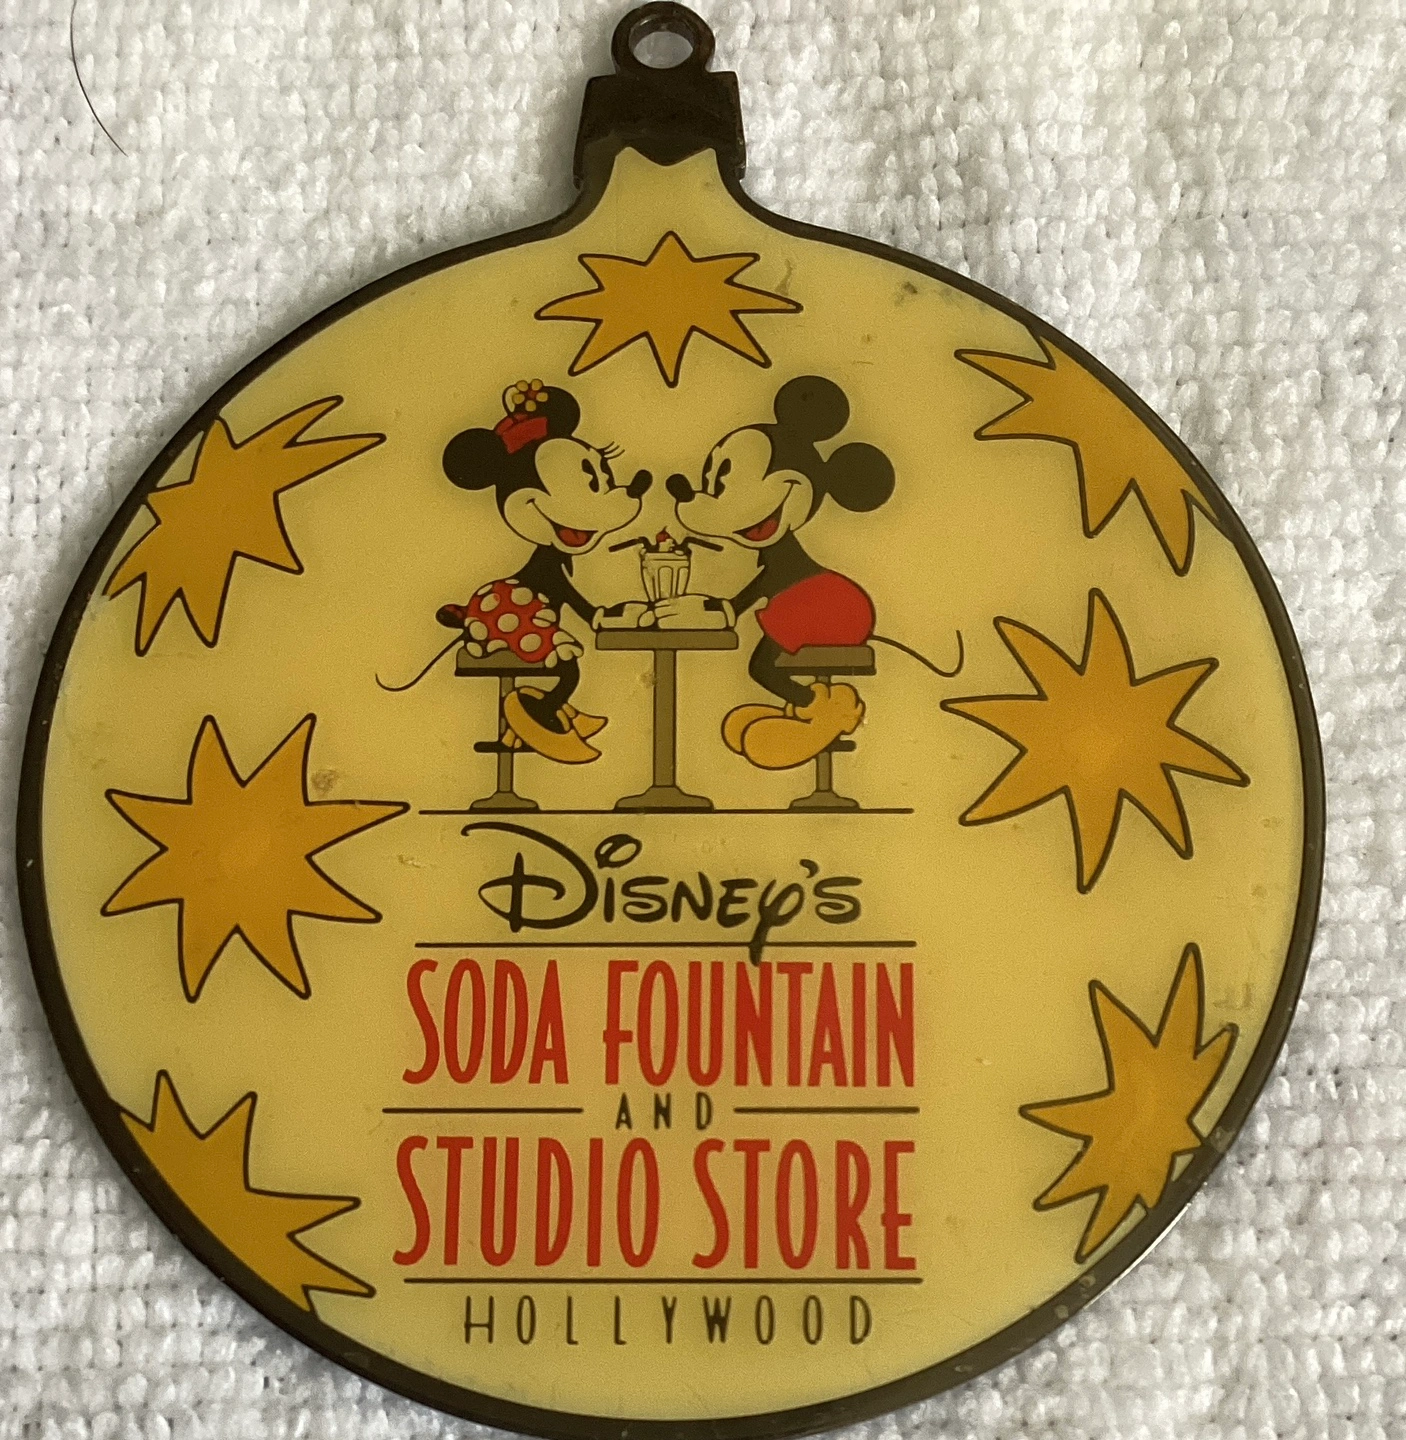 Disney's
SODA FOUNTAIN
AND
STUDIO STORE
HOLLYWOOD